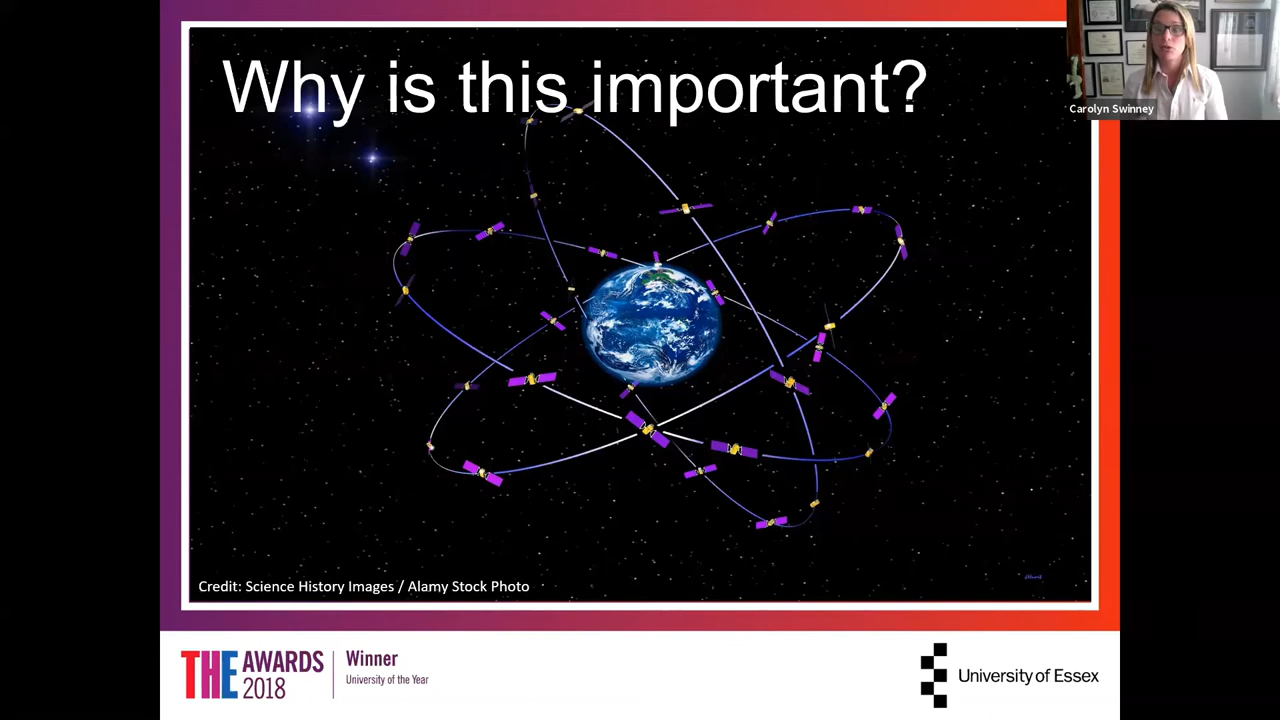 Why is this important?
Carolyn Swinney
Credit: Science History Images / Alamy Stock Photo
THE AWARDS
2018
Winner
University of the Year
University of Essex